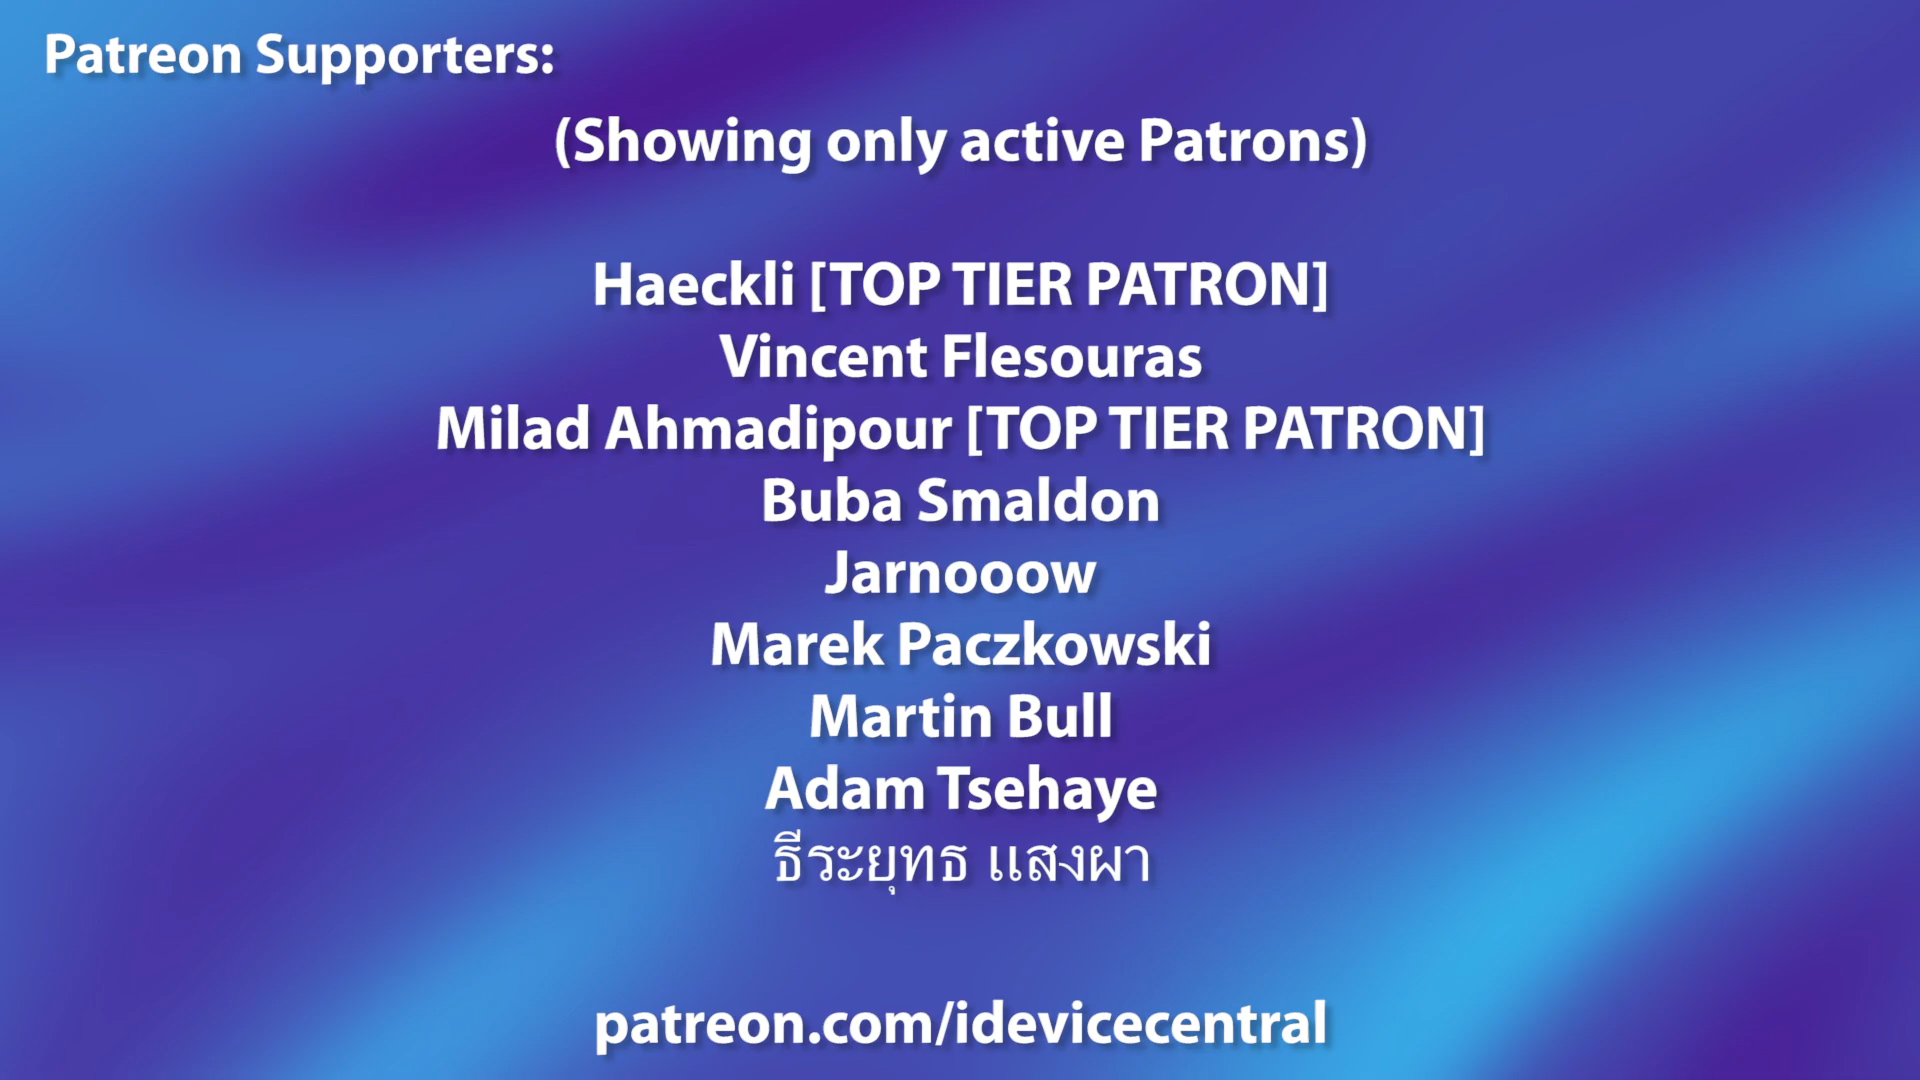 Patreon Supporters:
(Showing only active Patrons)
Haeckli [TOP TIER PATRON]
Vincent Flesouras
Milad Ahmadipour [TOP TIER PATRON]
Buba Smaldon
Jarnooow
Marek Paczkowski
Martin Bull
Adam Tsehaye
ธีระยุทธ แสงผา
patreon.com/idevicecentral